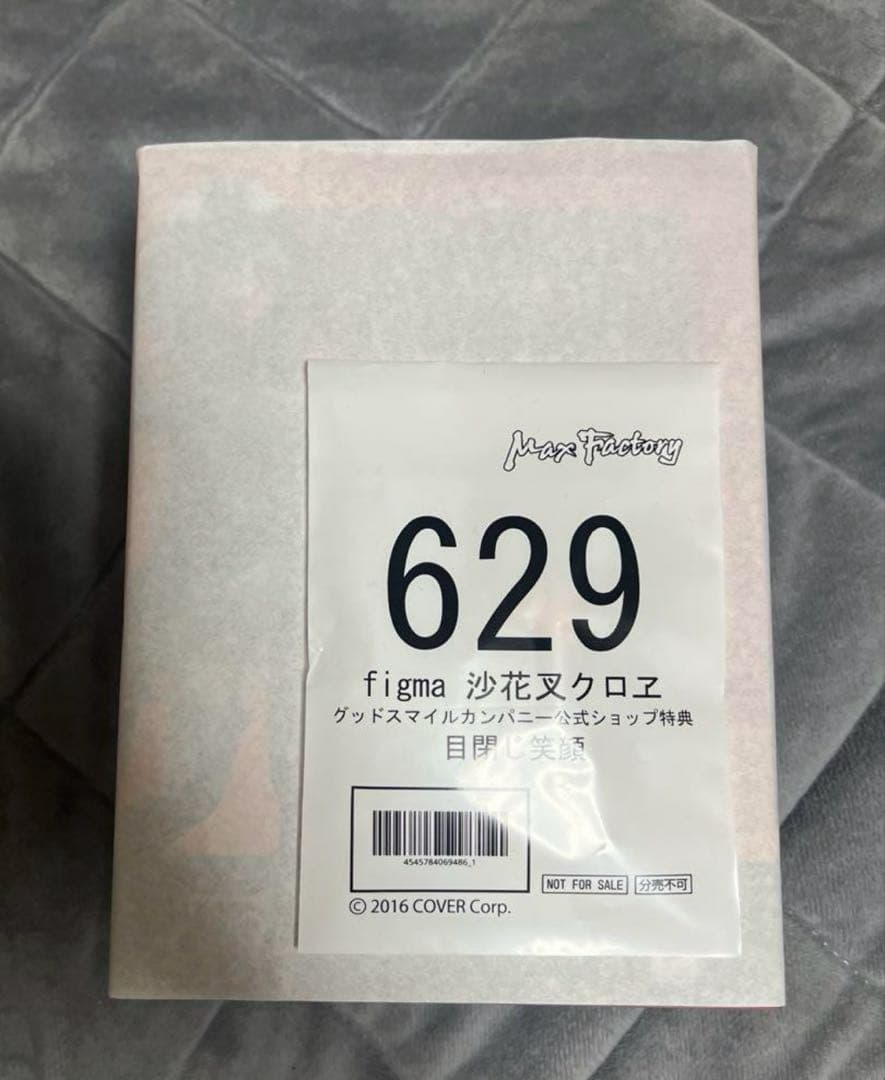 Max Factory
629
figma 沙花叉クロヱ
グッドスマイルカンパニー公式ショップ特典
目閉じ笑顔
4545784069486_1
NOT FOR SALE 分売不可
© 2016 COVER Corp.